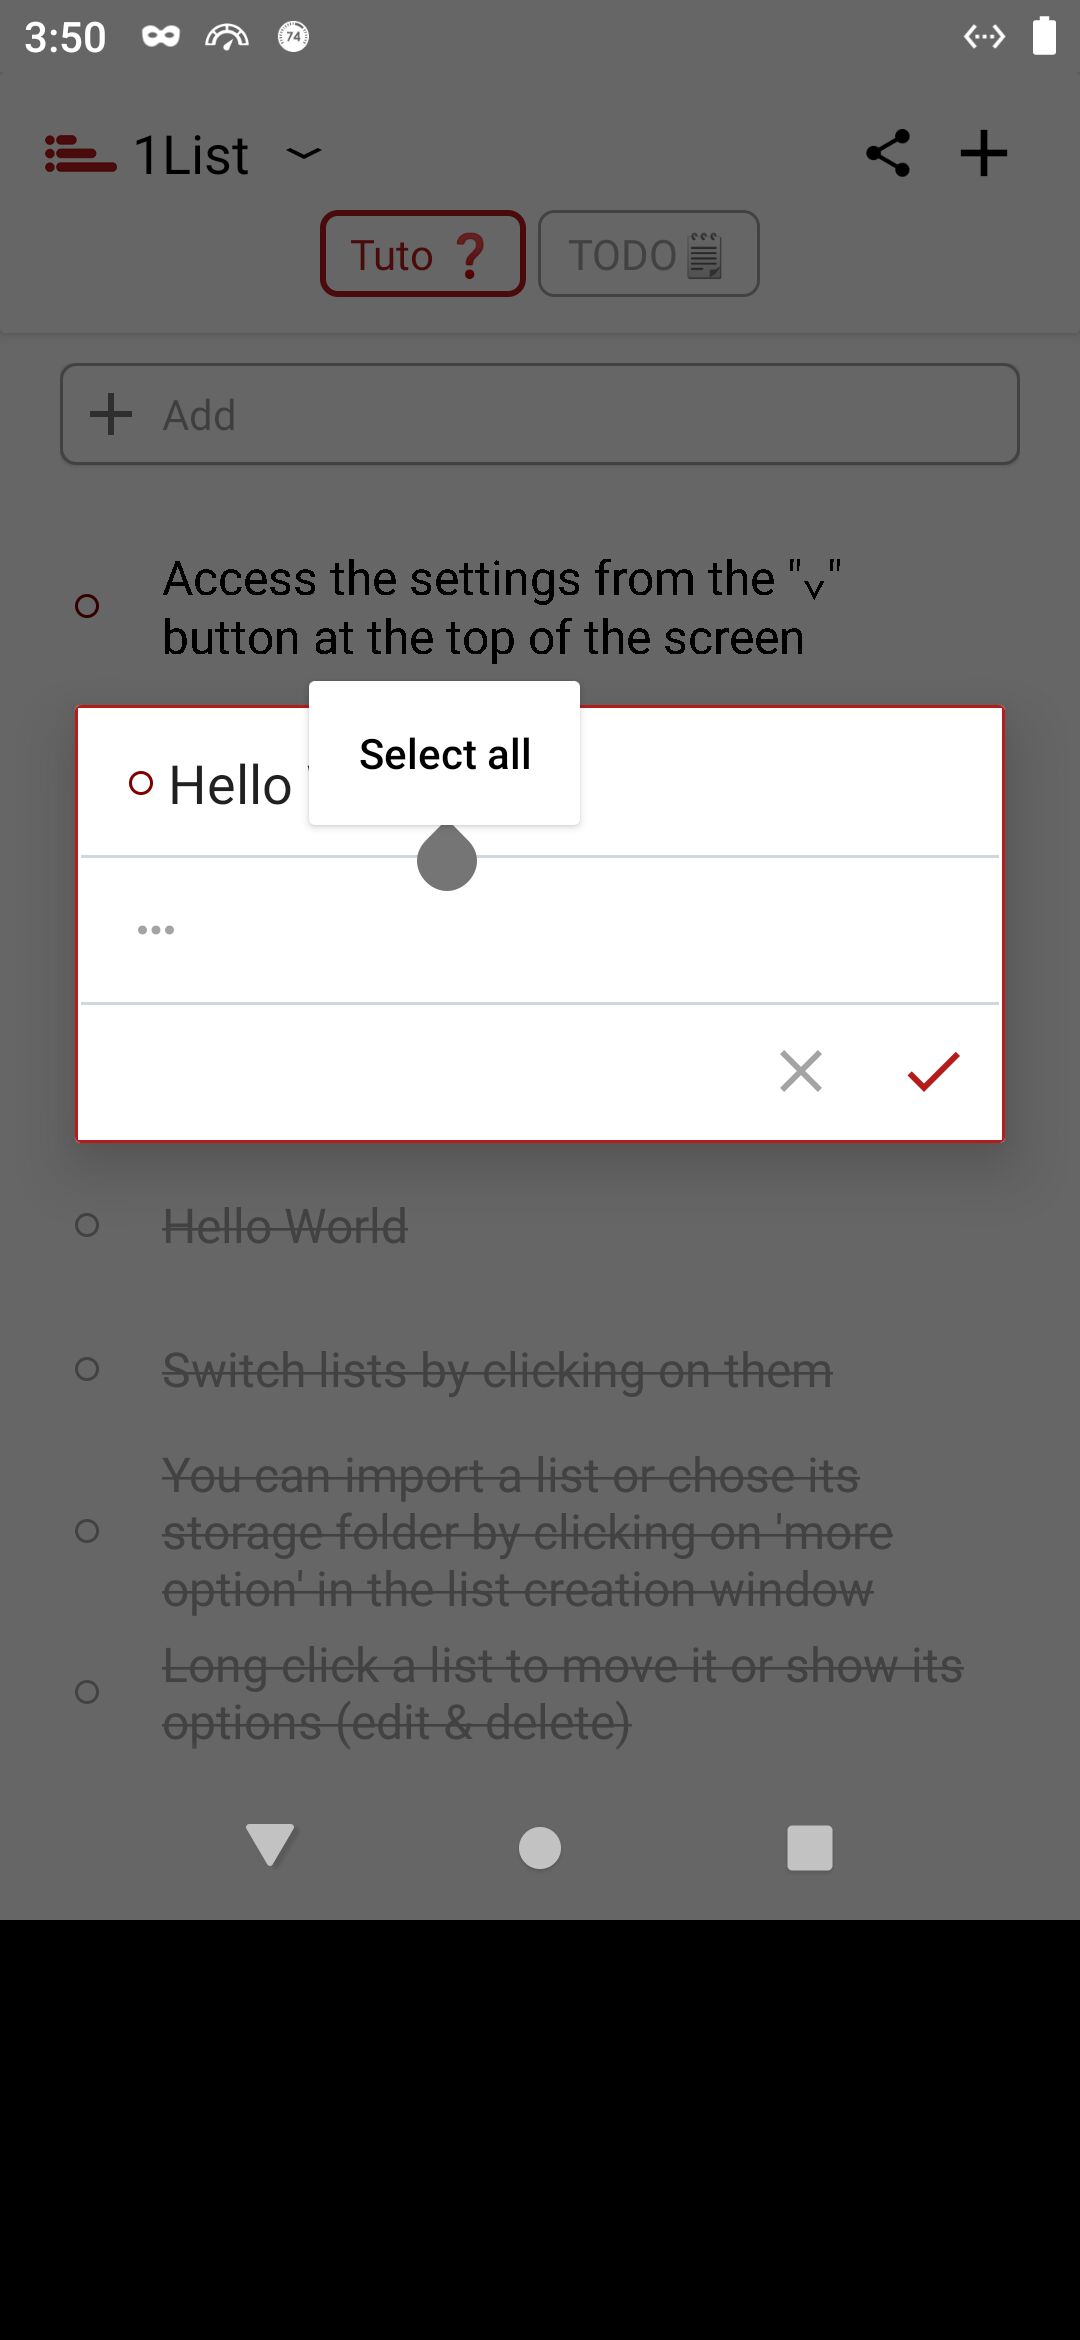 3:50
74
1List
Tuto ❓
TODO
Add
Access the settings from the "v"
button at the top of the screen
Select all
Hello
Hello World
Switch lists by clicking on them
You can import a list or chose its
storage folder by clicking on 'more
option' in the list creation window
Long click a list to move it or show its
options (edit & delete)